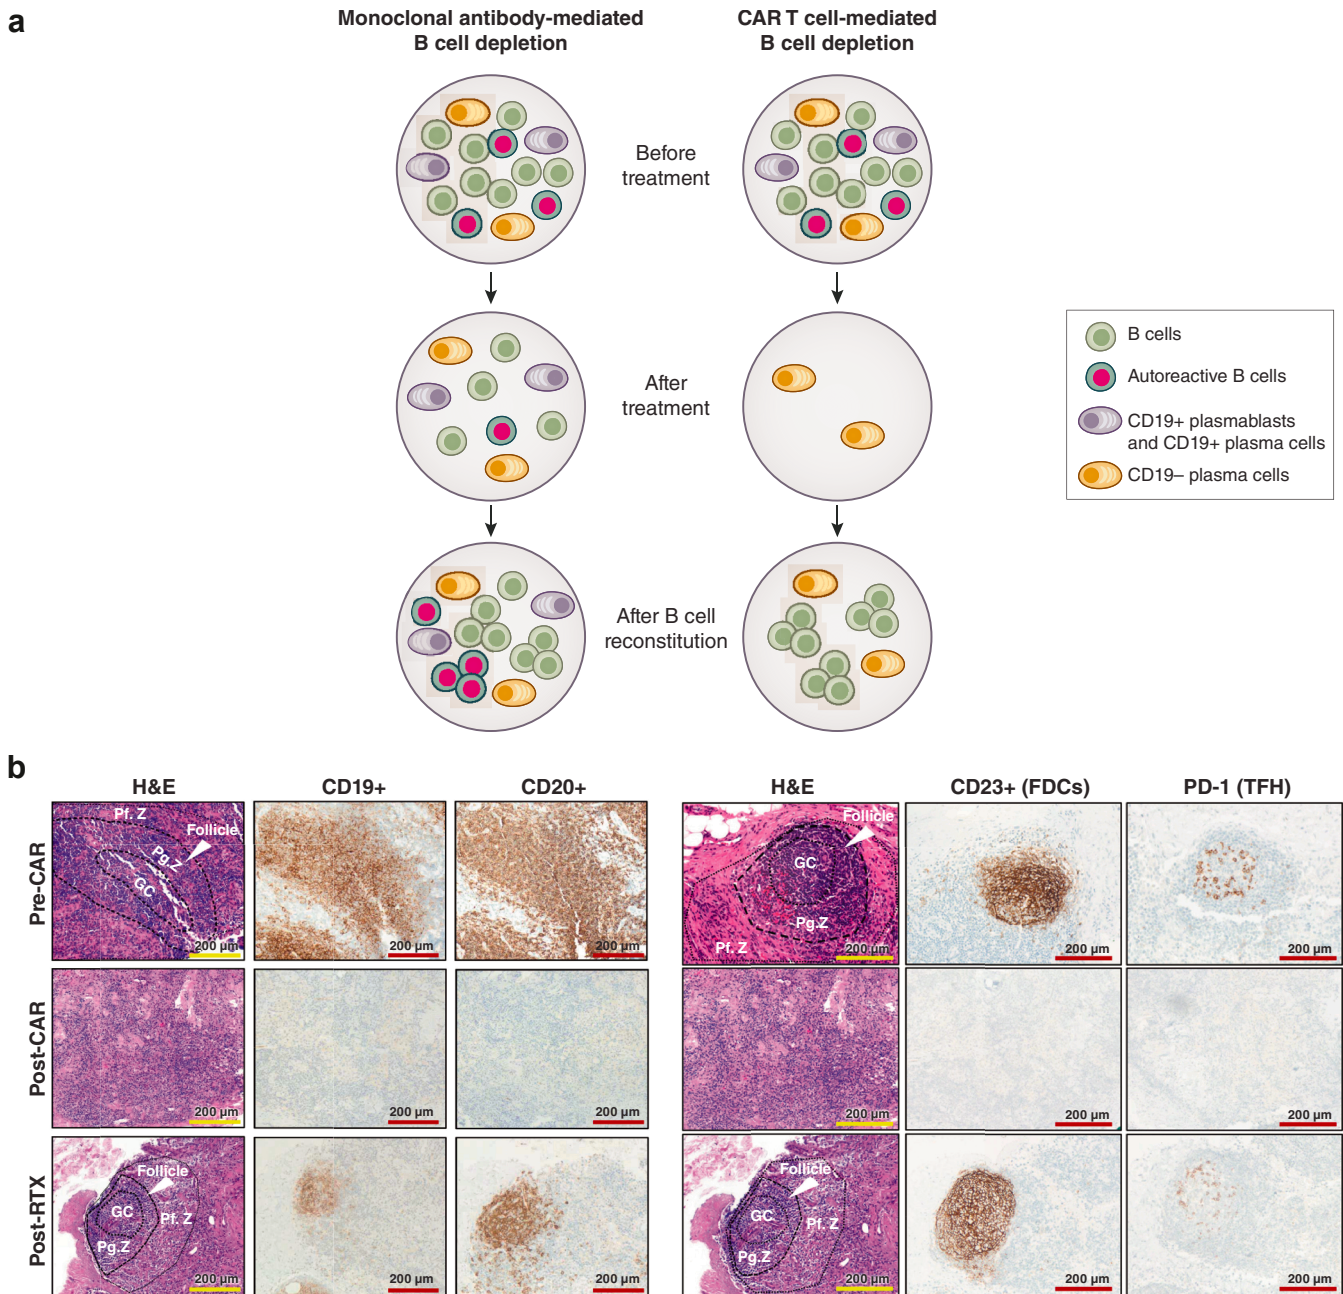 a
Monoclonal antibody-mediated
B cell depletion
CAR T cell-mediated
B cell depletion
Before
treatment
After
treatment
After B cell
reconstitution
B cells
Autoreactive B cells
CD19+ plasmablasts
and CD19+ plasma cells
CD19– plasma cells
b
H&E
CD19+
CD20+
H&E
CD23+ (FDCs)
PD-1 (TFH)
Pre-CAR
Pf. Z
Follicle
Pg.Z
GC
200 µm
200 µm
200 µm
Follicle
GC
Pg.Z
Pf. Z
200 µm
200 µm
200 µm
Post-CAR
200 µm
200 µm
200 µm
200 µm
200 µm
200 µm
Post-RTX
Follicle
GC
Pf. Z
Pg.Z
200 µm
200 µm
200 µm
Follicle
GC
Pf. Z
Pg.Z
200 µm
200 µm
200 µm